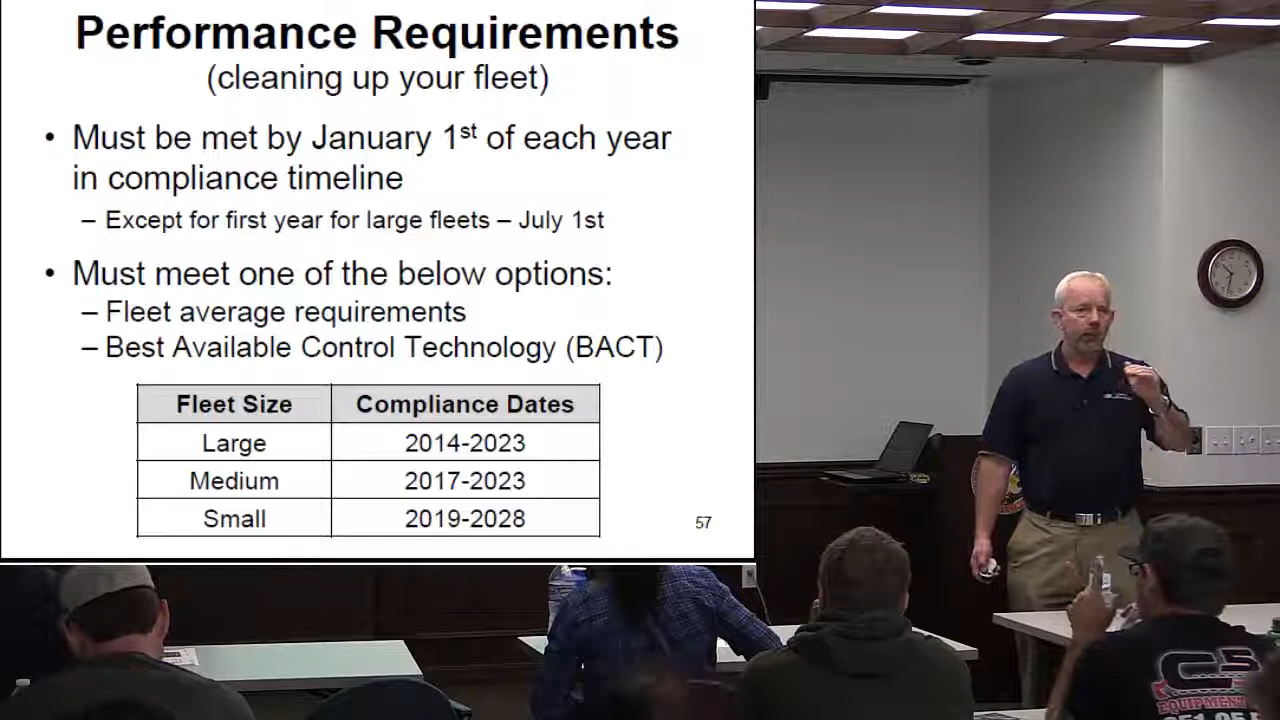 Performance Requirements
(cleaning up your fleet)
• Must be met by January 1st of each year
in compliance timeline
– Except for first year for large fleets – July 1st
• Must meet one of the below options:
– Fleet average requirements
– Best Available Control Technology (BACT)
Fleet Size Compliance Dates
Large 2014-2023
Medium 2017-2023
Small 2019-2028
57
EQUIPMENT